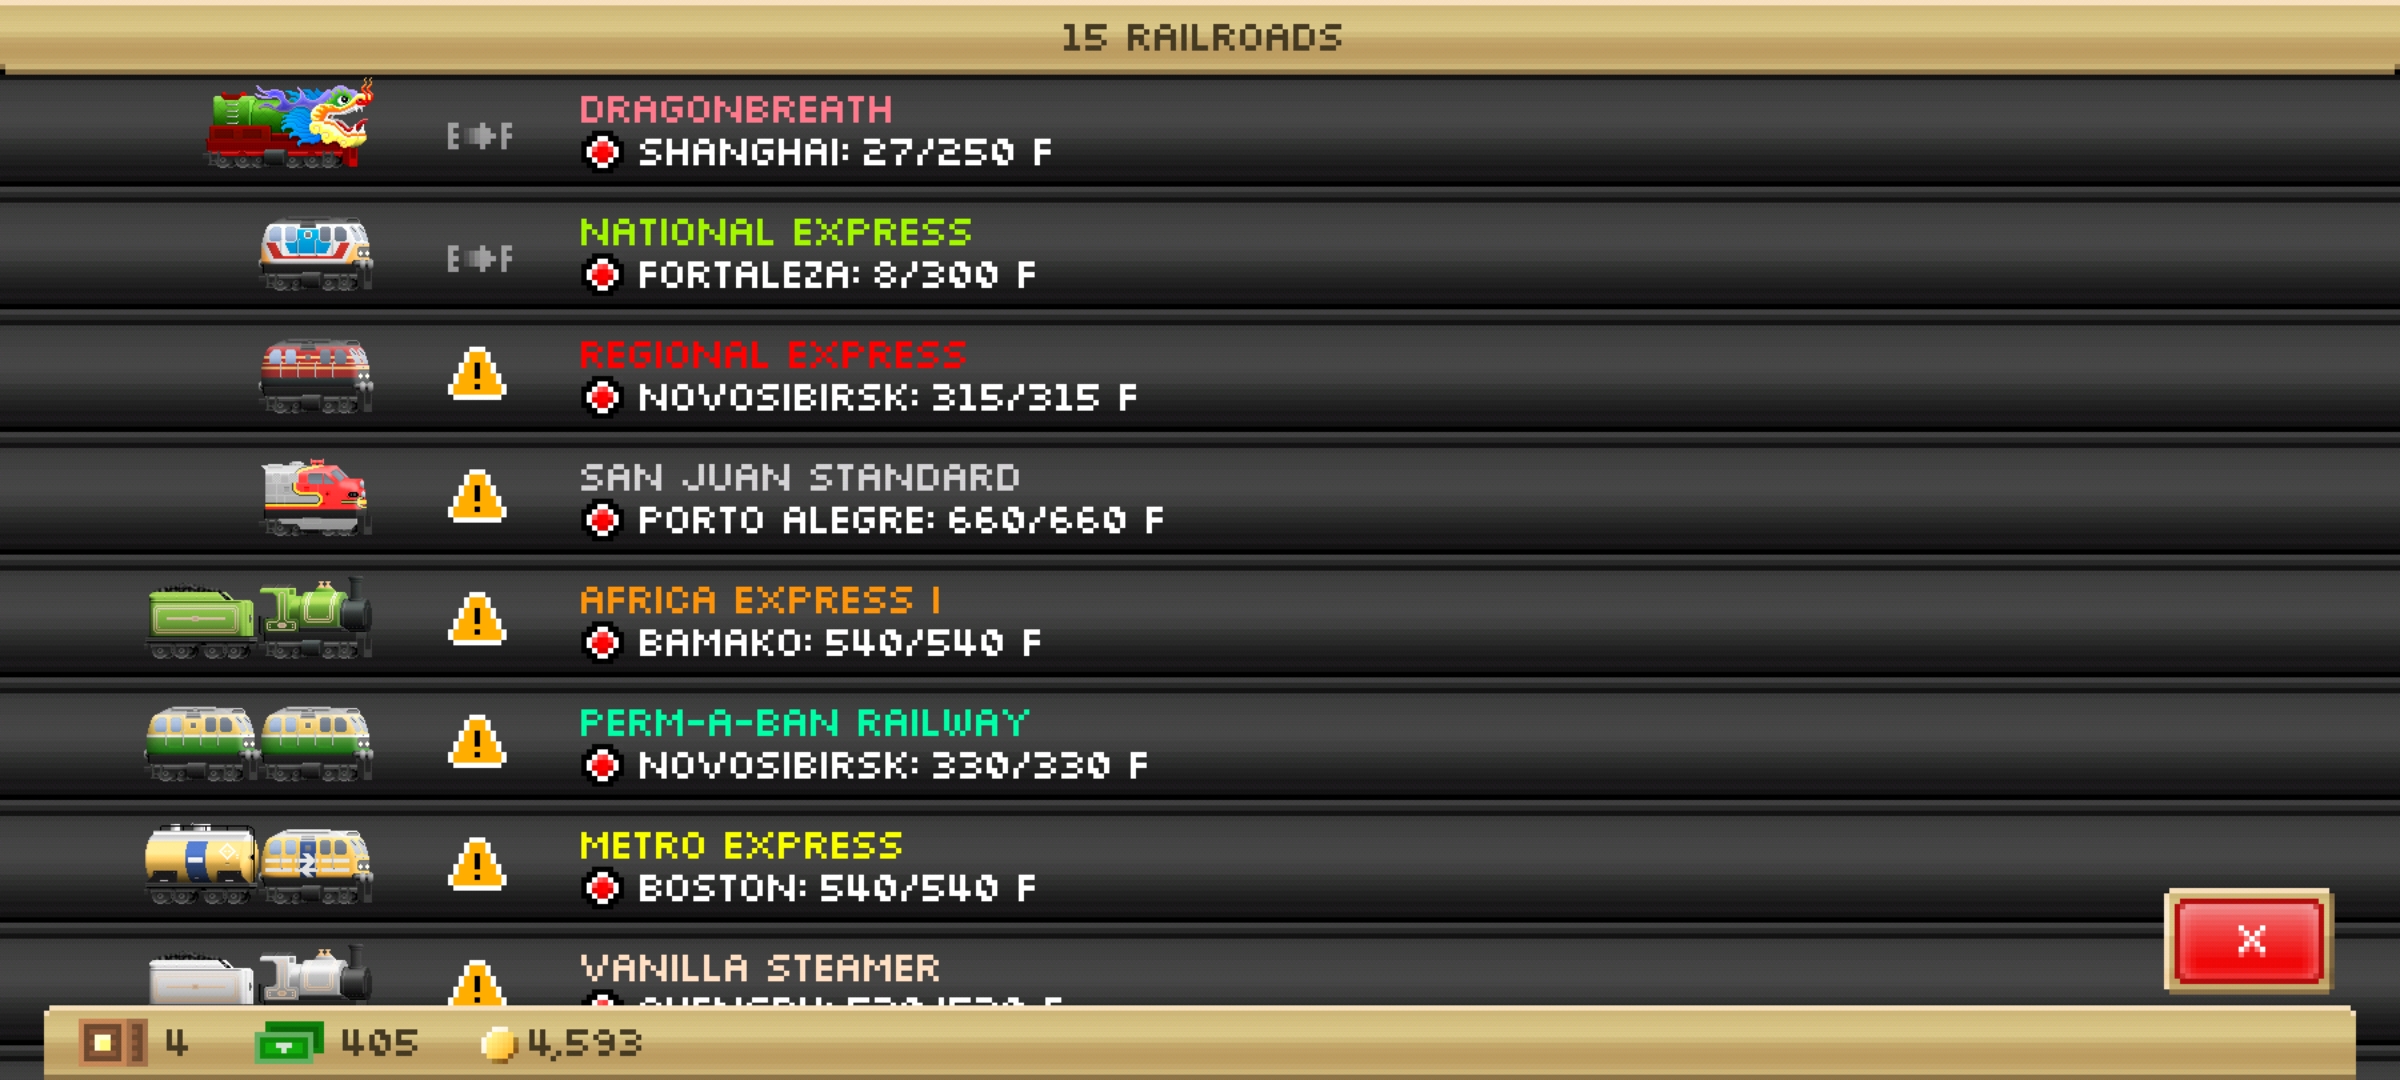 15 RAILROADS
DRAGONBREATH
E F
SHANGHAI: 27/250 F
NATIONAL EXPRESS
E F
FORTALEZA: 8/300 F
REGIONAL EXPRESS
NOVOSIBIRSK: 315/315 F
SAN JUAN STANDARD
PORTO ALEGRE: 660/660 F
AFRICA EXPRESS I
BAMAKO: 540/540 F
PERM-A-BAN RAILWAY
NOVOSIBIRSK: 330/330 F
METRO EXPRESS
BOSTON: 540/540 F
VANILLA STEAMER
X
4 405 4,593